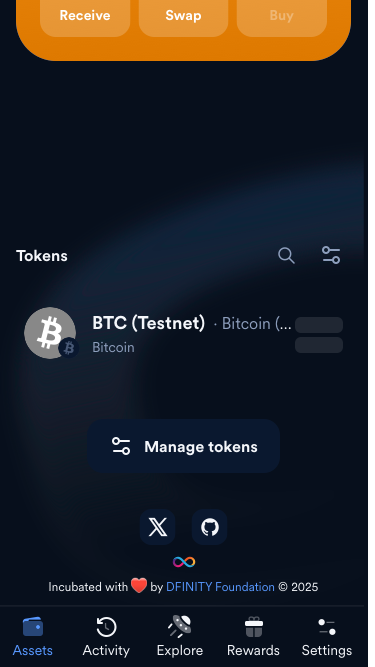 Receive Swap Buy
Tokens
BTC (Testnet) · Bitcoin (...
Bitcoin
Manage tokens
Incubated with ❤️ by DFINITY Foundation © 2025
Assets Activity Explore Rewards Settings